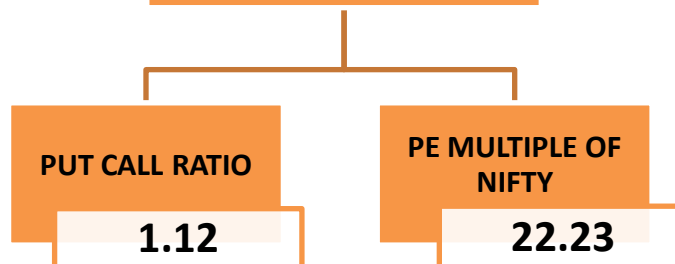 PUT CALL RATIO
1.12
PE MULTIPLE OF
NIFTY
22.23